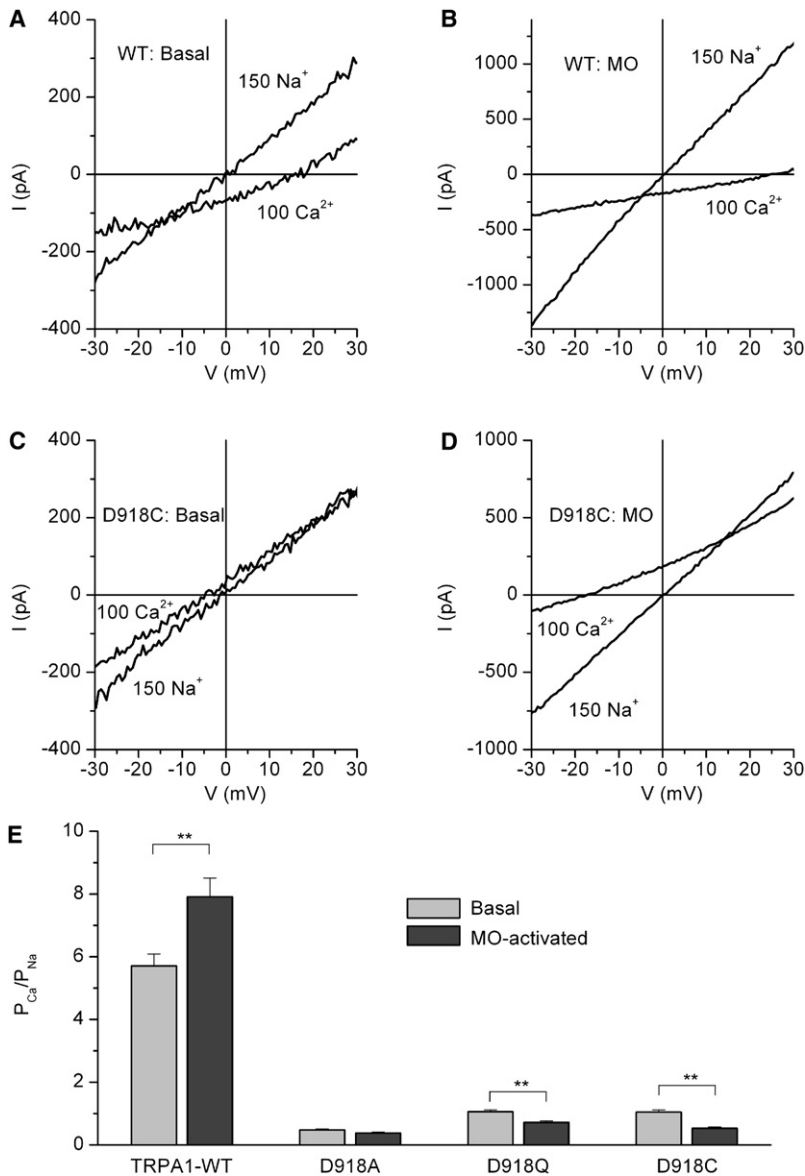 A
WT: Basal
150 Na⁺
100 Ca²⁺
I (pA)
400
200
0
-200
-400
-30 -20 -10 0 10 20 30
V (mV)
B
WT: MO
150 Na⁺
100 Ca²⁺
I (pA)
1000
500
0
-500
-1000
-30 -20 -10 0 10 20 30
V (mV)
C
D918C: Basal
100 Ca²⁺
150 Na⁺
I (pA)
400
200
0
-200
-400
-30 -20 -10 0 10 20 30
V (mV)
D
D918C: MO
100 Ca²⁺
150 Na⁺
I (pA)
1000
500
0
-500
-1000
-30 -20 -10 0 10 20 30
V (mV)
E
P_Ca/P_Na
10
8
6
4
2
0
**
Basal
MO-activated
**
**
TRPA1-WT D918A D918Q D918C